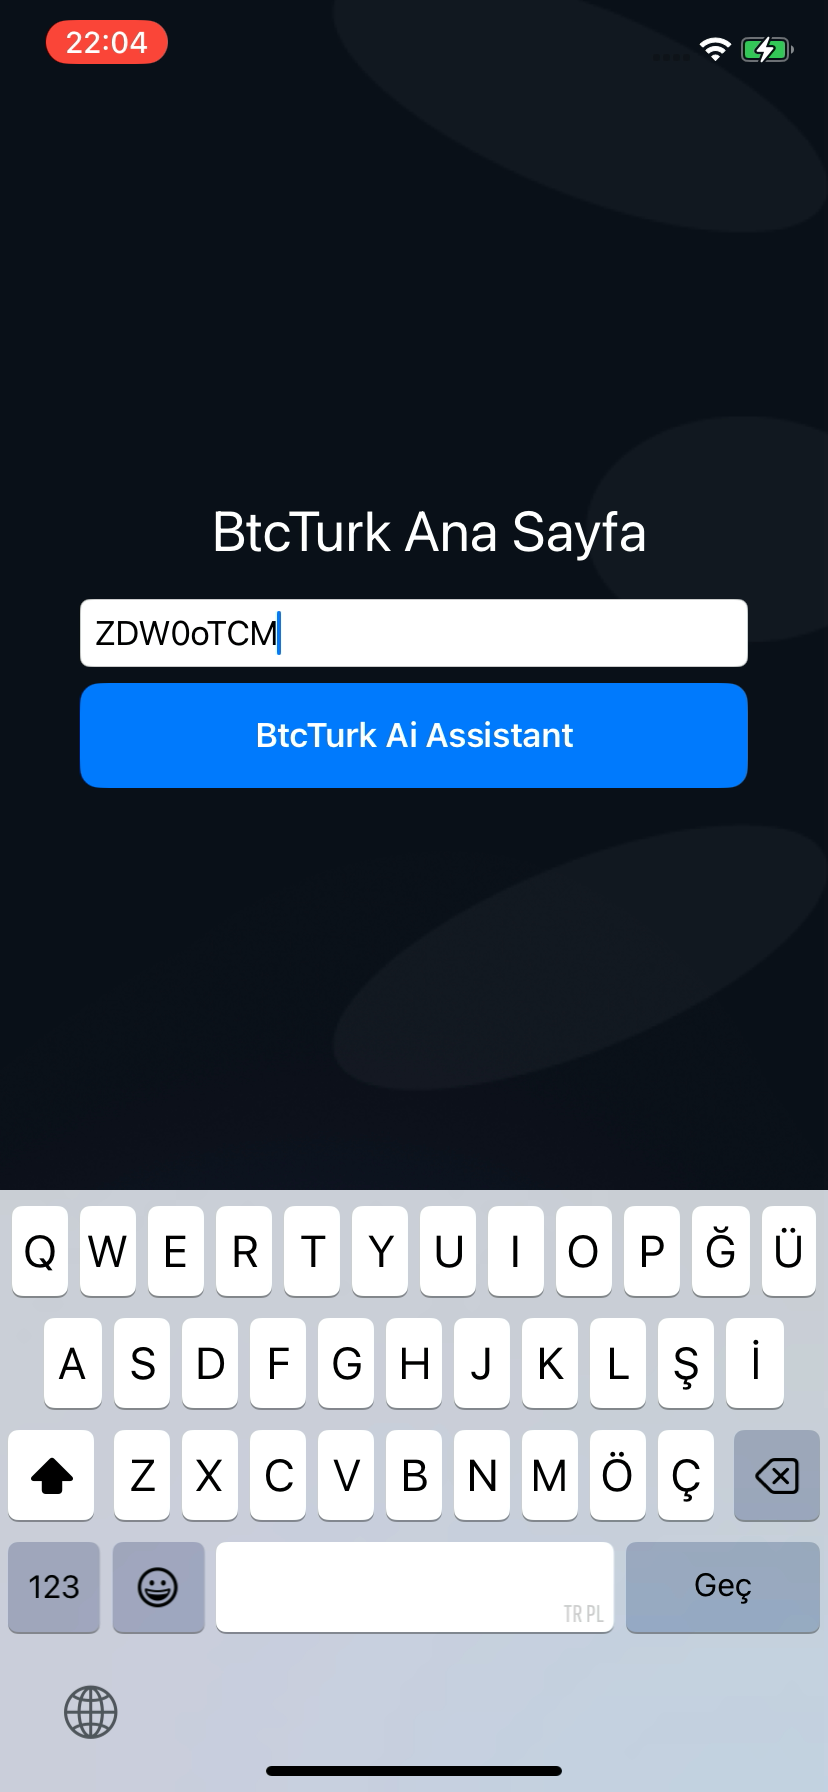 22:04
BtcTurk Ana Sayfa
ZDW0oTCM
BtcTurk Ai Assistant
Q W E R T Y U I O P Ğ Ü
A S D F G H J K L Ş İ
Z X C V B N M Ö Ç
123
TR PL
Geç